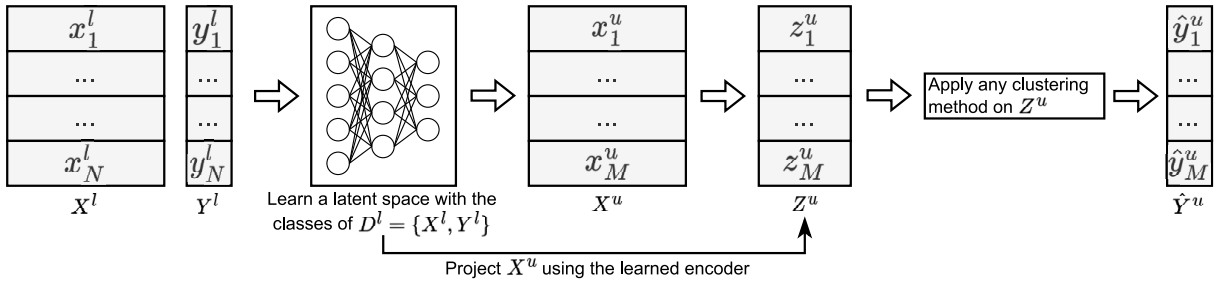 x_1^l y_1^l x_1^u z_1^u ŷ_1^u
... ... ... ... ...
Apply any clustering
method on Z^u
... ... ... ... ...
x_N^l y_N^l x_M^u z_M^u ŷ_M^u
X^l Y^l X^u Z^u Ŷ^u
Learn a latent space with the
classes of D^l = {X^l, Y^l}
Project X^u using the learned encoder